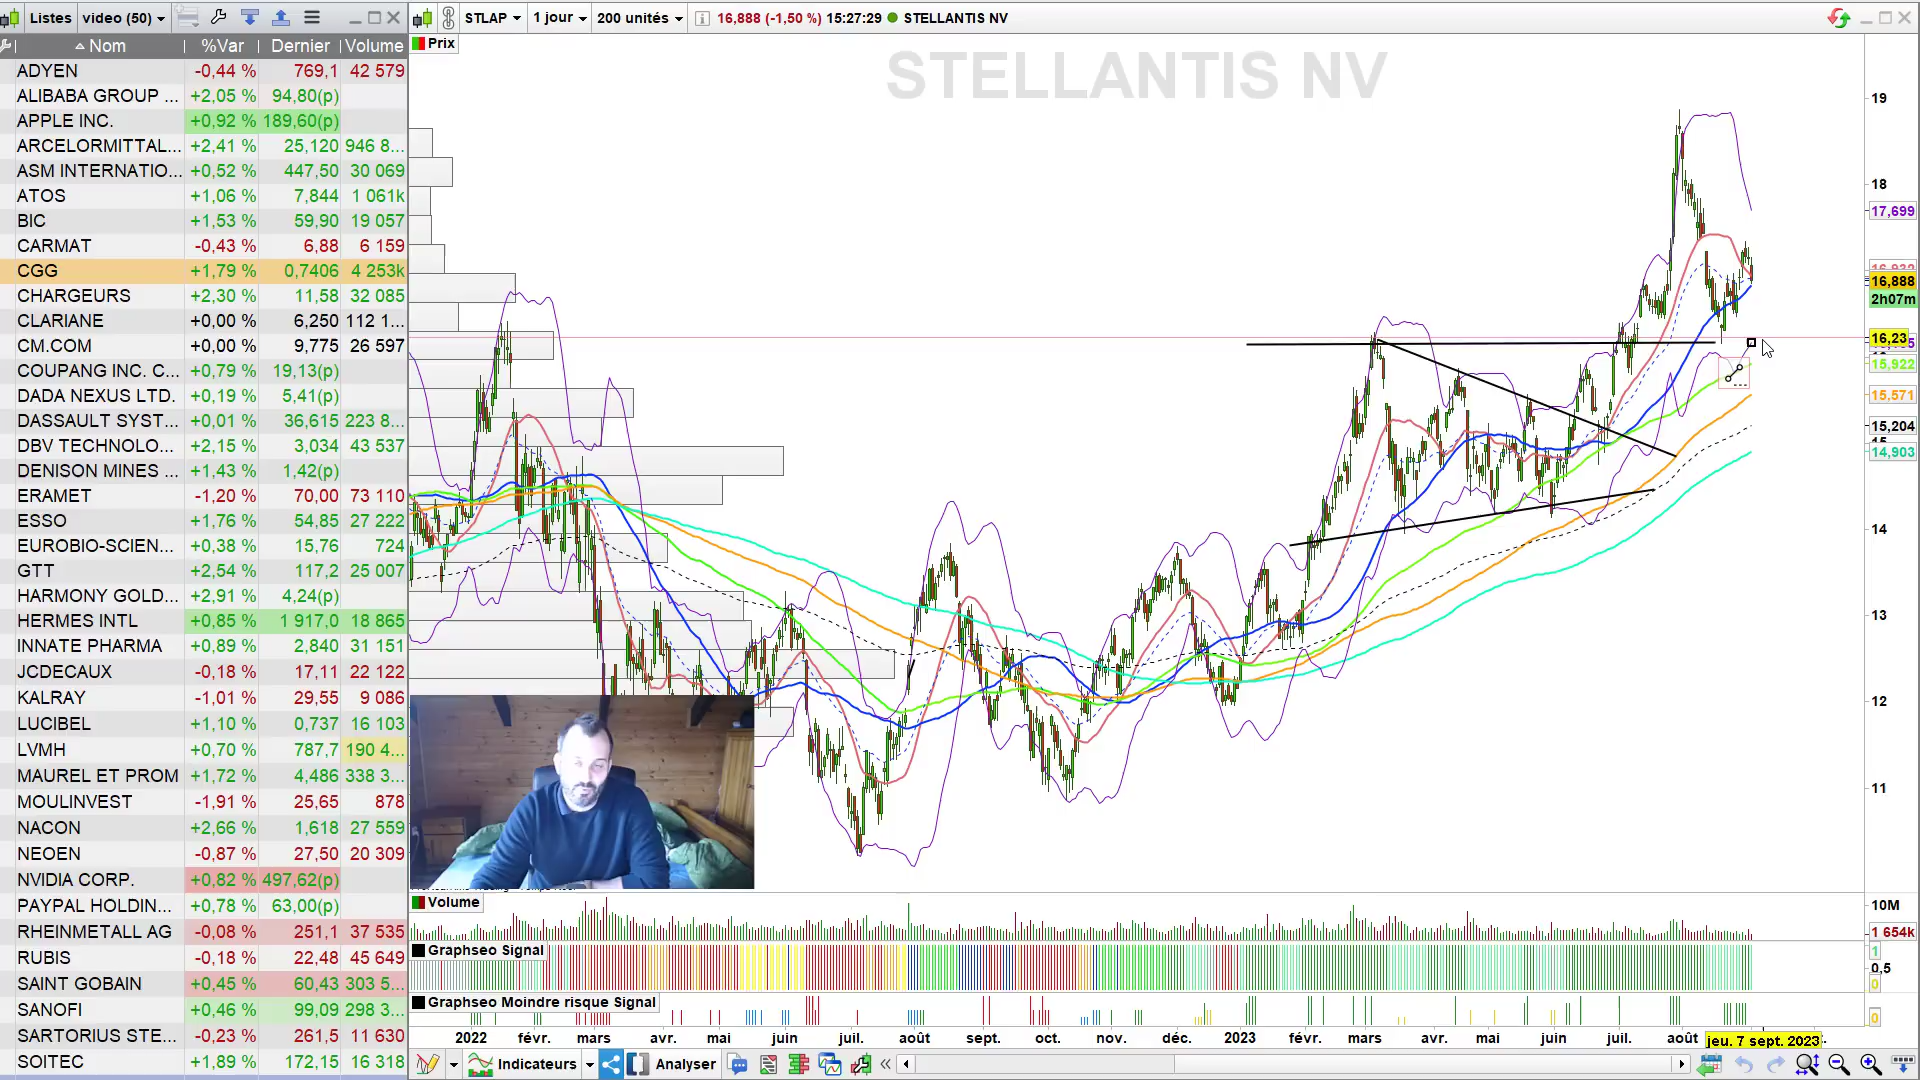 Listes video (50)
STLAP 1 jour 200 unités 16,888 (-1,50 %) 15:27:29 STELLANTIS NV
Nom %Var Dernier Volume
Prix
STELLANTIS NV
ADYEN -0,44 % 769,1 42 579
ALIBABA GROUP ... +2,05 % 94,80(p)
APPLE INC. +0,92 % 189,60(p)
ARCELORMITTAL... +2,41 % 25,120 946 8...
ASM INTERNATIO... +0,52 % 447,50 30 069
ATOS +1,06 % 7,844 1 061k
BIC +1,53 % 59,90 19 057
CARMAT -0,43 % 6,88 6 159
CGG +1,79 % 0,7406 4 253k
CHARGEURS +2,30 % 11,58 32 085
CLARIANE +0,00 % 6,250 112 1...
CM.COM +0,00 % 9,775 26 597
COUPANG INC. C... +0,79 % 19,13(p)
DADA NEXUS LTD. +0,19 % 5,41(p)
DASSAULT SYST... +0,01 % 36,615 223 8...
DBV TECHNOLO... +2,15 % 3,034 43 537
DENISON MINES ... +1,43 % 1,42(p)
ERAMET -1,20 % 70,00 73 110
ESSO +1,76 % 54,85 27 222
EUROBIO-SCIEN... +0,38 % 15,76 724
GTT +2,54 % 117,2 25 007
HARMONY GOLD... +2,91 % 4,24(p)
HERMES INTL +0,85 % 1 917,0 18 865
INNATE PHARMA +0,89 % 2,840 31 151
JCDECAUX -0,18 % 17,11 22 122
KALRAY -1,01 % 29,55 9 086
LUCIBEL +1,10 % 0,737 16 103
LVMH +0,70 % 787,7 190 4...
MAUREL ET PROM +1,72 % 4,486 338 3...
MOULINVEST -1,91 % 25,65 878
NACON +2,66 % 1,618 27 559
NEOEN -0,87 % 27,50 20 309
NVIDIA CORP. +0,82 % 497,62(p)
PAYPAL HOLDIN... +0,78 % 63,00(p)
RHEINMETALL AG -0,08 % 251,1 37 535
RUBIS -0,18 % 22,48 45 649
SAINT GOBAIN +0,45 % 60,43 303 5...
SANOFI +0,46 % 99,09 298 3...
SARTORIUS STE... -0,23 % 261,5 11 630
SOITEC +1,89 % 172,15 16 318
19
18
17,699
16,888
2h07m
16,23
15,922
15,571
15,204
14,903
14
13
12
11
Volume
10M
1 654k
Graphseo Signal
1
0,5
0
Graphseo Moindre risque Signal
0
2022 févr. mars avr. mai juin juil. août sept. oct. nov. déc. 2023 févr. mars avr. mai juin juil. août jeu. 7 sept. 2023
Indicateurs Analyser